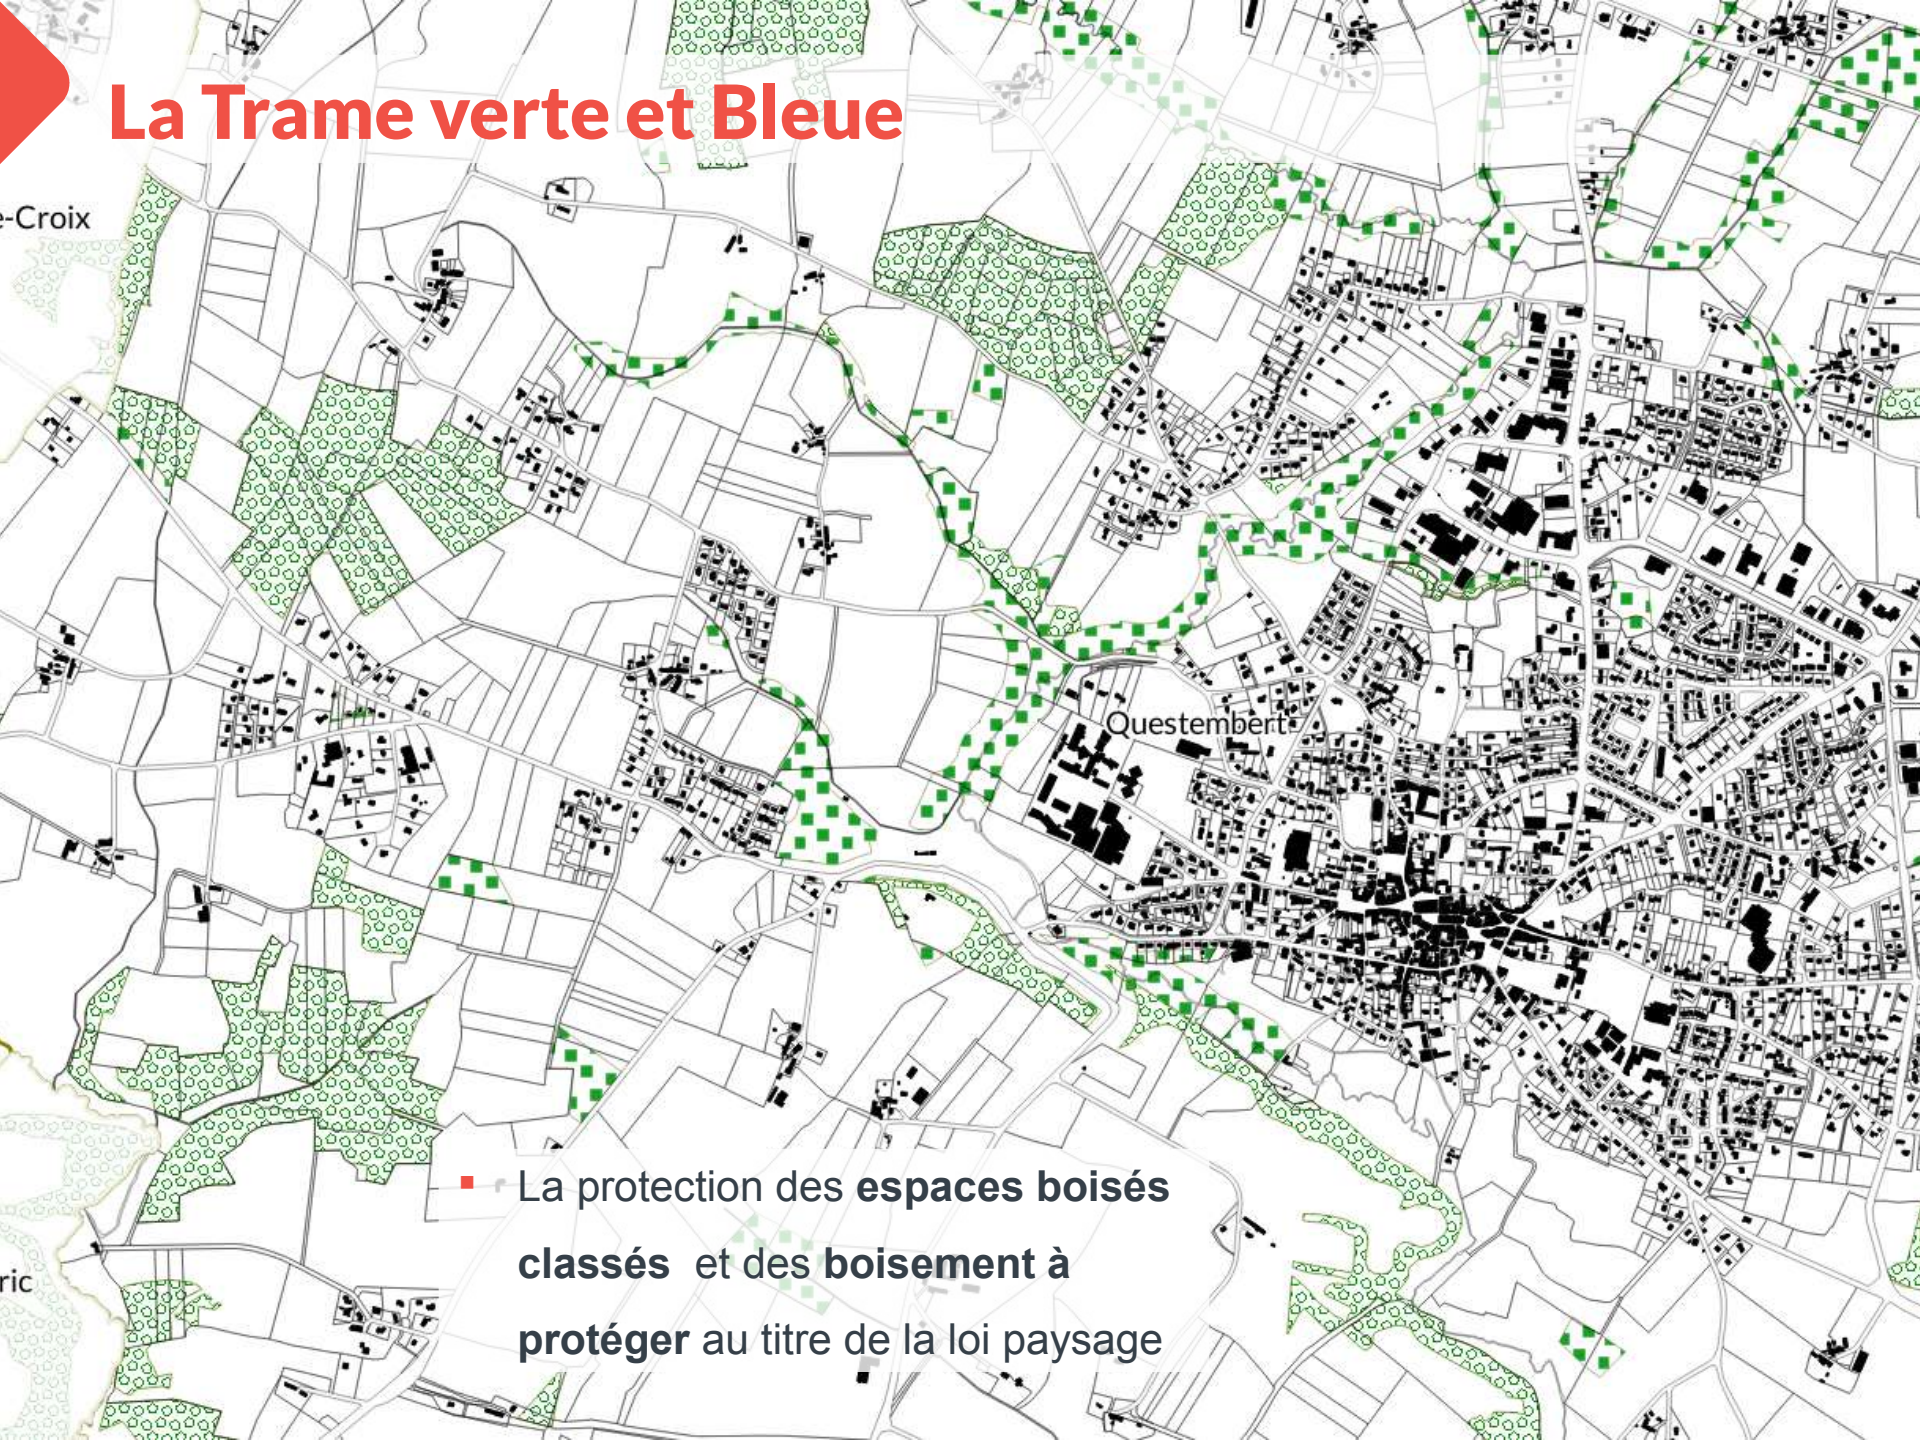 La Trame verte et Bleue
e-Croix
Questembert
La protection des espaces boisés
classés et des boisement à
protéger au titre de la loi paysage
ric